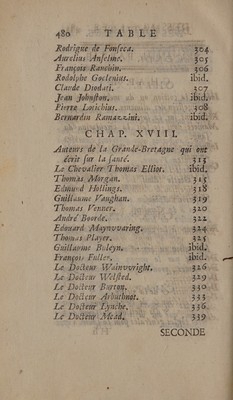 480 TABLE
Rodrigue de Fonseca. 304
Aurelius Anselme. 305
François Ranchin. 306
Rodolphe Goclenius. ibid.
Claude Diodati. 307
Jean Johnston. ibid.
Pierre Lotichius. 308
Bernardin Ramazzini. ibid.
CHAP. XVIII.
Auteurs de la Grande-Bretagne qui ont
écrit sur la santé. 313
Le Chevalier Thomas Elliot. ibid.
Thomas Morgan. 315
Edmund Hollings. 318
Guillaume Vaughan. 319
Thomas Venner. 320
André Boorde. 322
Edouard Maynwaring. 324
Thomas Player. 325
Guillaume Buleyn. ibid.
François Fuller. ibid.
Le Docteur Wainwright. 326
Le Docteur Welsted. 329
Le Docteur Burton. 330
Le Docteur Arbuthnot. 333
Le Docteur Lynche. 336
Le Docteur Mead. 339
SECONDE